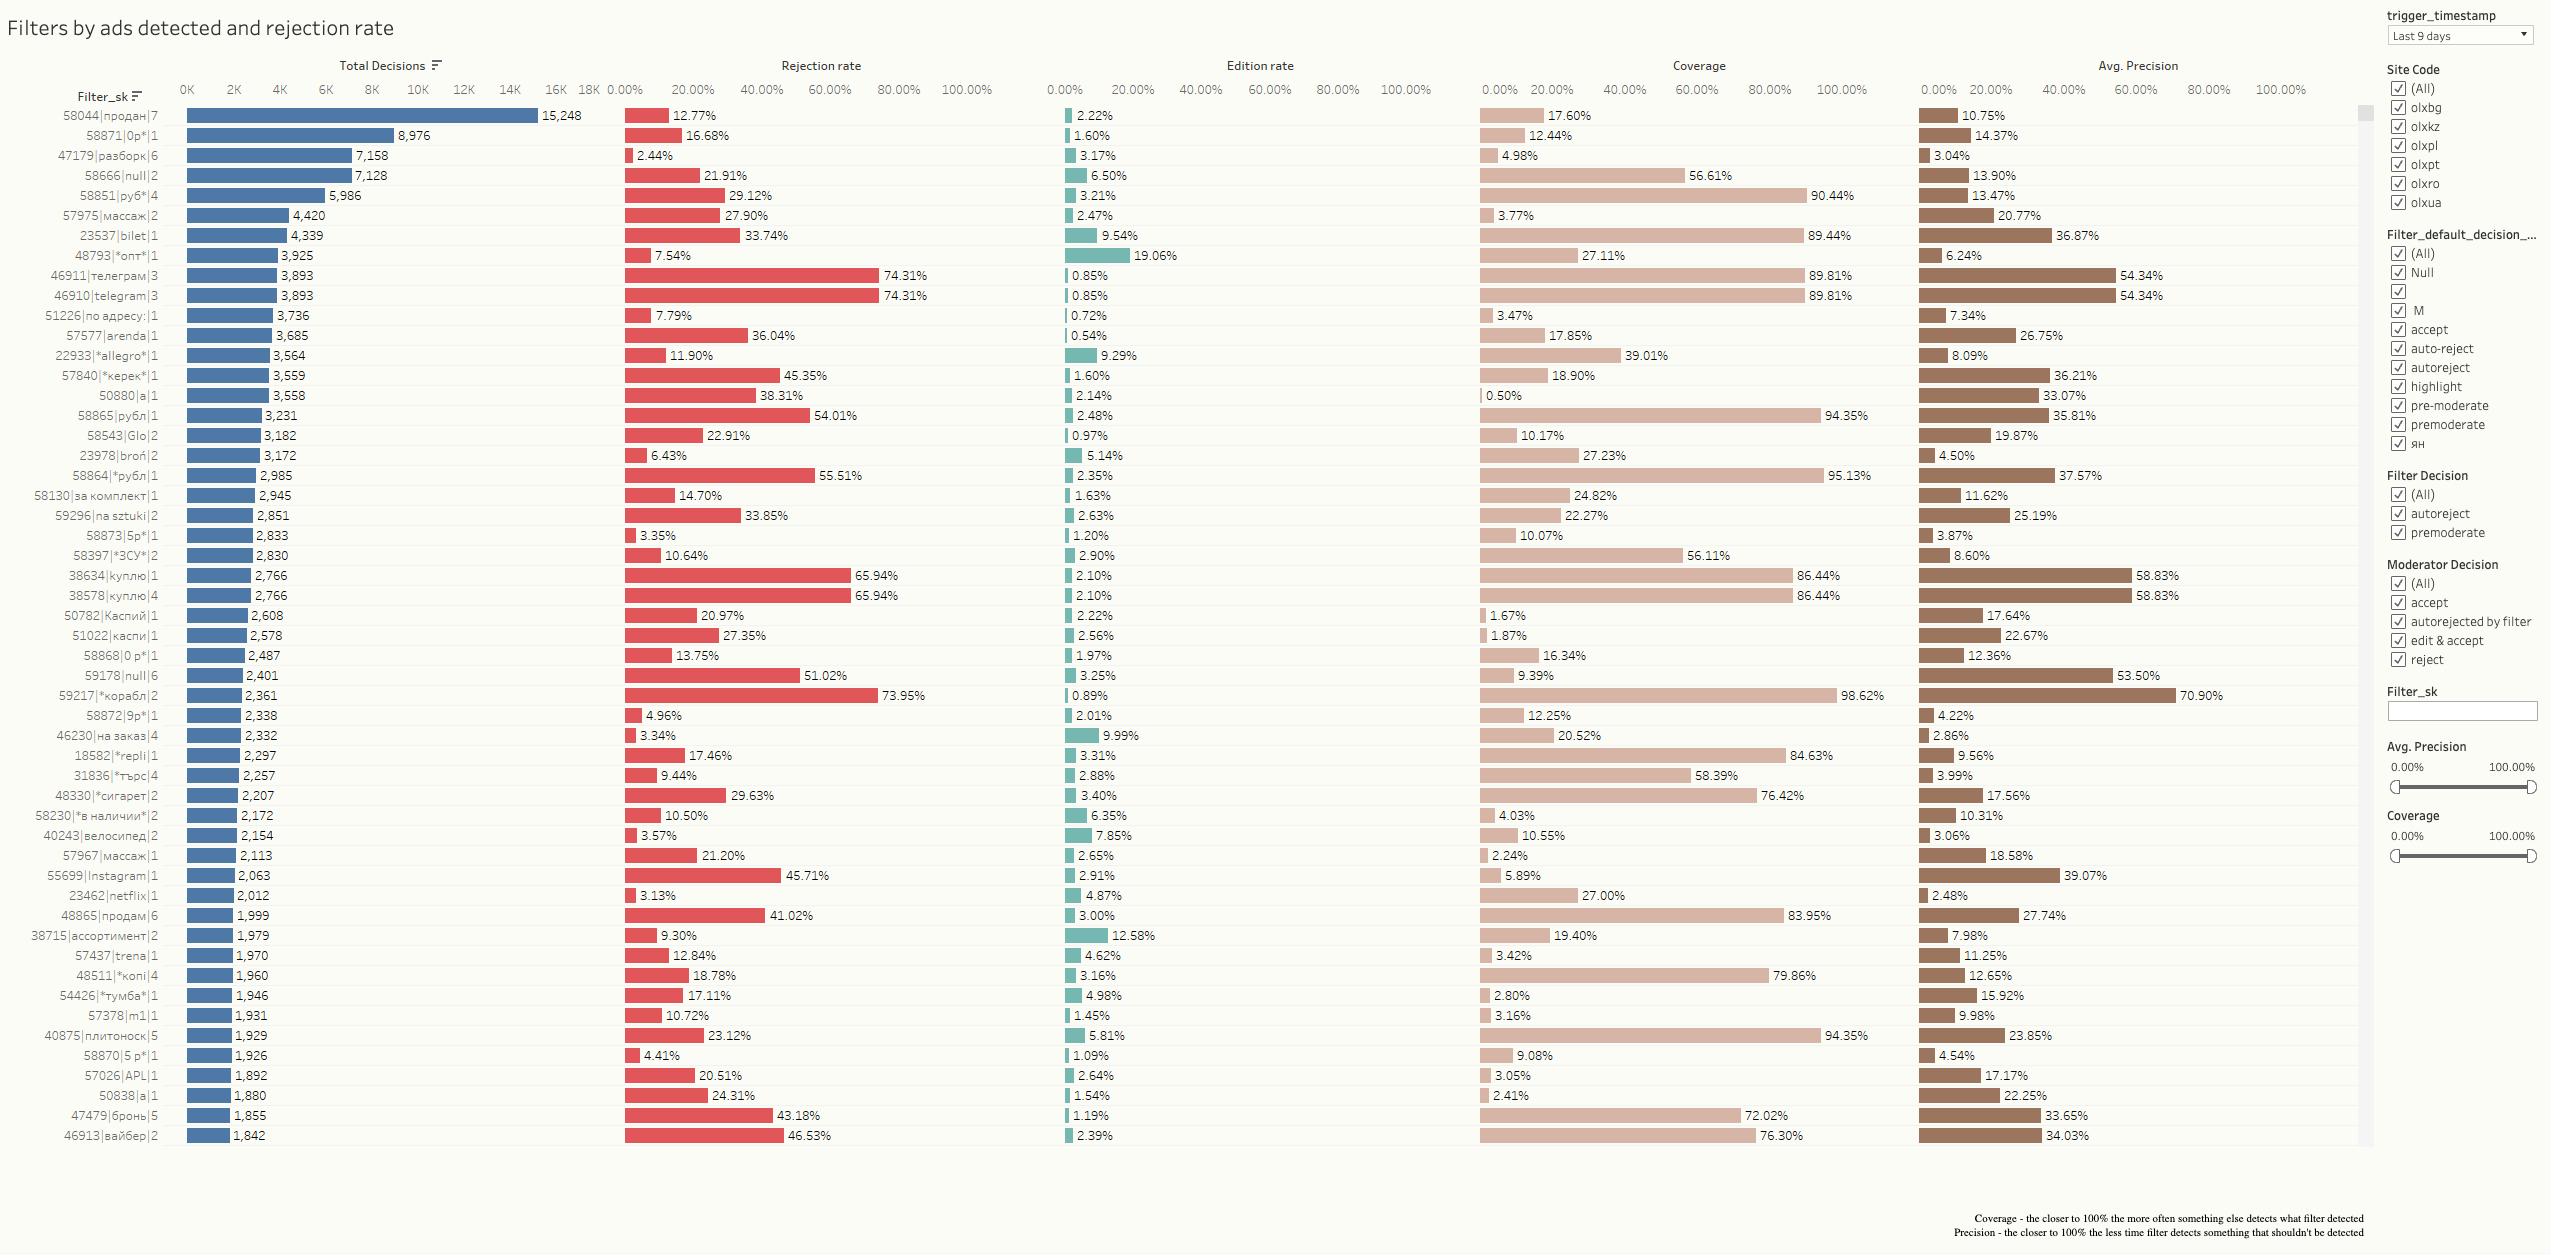 Filters by ads detected and rejection rate
Total Decisions Rejection rate Edition rate Coverage Avg. Precision
Filter_sk 0K 2K 4K 6K 8K 10K 12K 14K 16K 18K 0.00% 20.00% 40.00% 60.00% 80.00% 100.00% 0.00% 20.00% 40.00% 60.00% 80.00% 100.00% 0.00% 20.00% 40.00% 60.00% 80.00% 100.00% 0.00% 20.00% 40.00% 60.00% 80.00% 100.00%
58044|продан|7 15,248 12.77% 2.22% 17.60% 10.75%
58871|0р*|1 8,976 16.68% 1.60% 12.44% 14.37%
47179|разборк|6 7,158 2.44% 3.17% 4.98% 3.04%
58666|null|2 7,128 21.91% 6.50% 56.61% 13.90%
58851|руб*|4 5,986 29.12% 3.21% 90.44% 13.47%
57975|массаж|2 4,420 27.90% 2.47% 3.77% 20.77%
23537|bilet|1 4,339 33.74% 9.54% 89.44% 36.87%
48793|*опт*|1 3,925 7.54% 19.06% 27.11% 6.24%
46911|телеграм|3 3,893 74.31% 0.85% 89.81% 54.34%
46910|telegram|3 3,893 74.31% 0.85% 89.81% 54.34%
51226|по адресу:|1 3,736 7.79% 0.72% 3.47% 7.34%
57577|arenda|1 3,685 36.04% 0.54% 17.85% 26.75%
22933|*allegro*|1 3,564 11.90% 9.29% 39.01% 8.09%
57840|*керек*|1 3,559 45.35% 1.60% 18.90% 36.21%
50880|a|1 3,558 38.31% 2.14% 0.50% 33.07%
58865|рубл|1 3,231 54.01% 2.48% 94.35% 35.81%
58543|Glo|2 3,182 22.91% 0.97% 10.17% 19.87%
23978|broń|2 3,172 6.43% 5.14% 27.23% 4.50%
58864|*рубл|1 2,985 55.51% 2.35% 95.13% 37.57%
58130|за комплект|1 2,945 14.70% 1.63% 24.82% 11.62%
59296|na sztuki|2 2,851 33.85% 2.63% 22.27% 25.19%
58873|5р*|1 2,833 3.35% 1.20% 10.07% 3.87%
58397|*ЗСУ*|2 2,830 10.64% 2.90% 56.11% 8.60%
38634|куплю|1 2,766 65.94% 2.10% 86.44% 58.83%
38578|куплю|4 2,766 65.94% 2.10% 86.44% 58.83%
50782|Каспий|1 2,608 20.97% 2.22% 1.67% 17.64%
51022|каспи|1 2,578 27.35% 2.56% 1.87% 22.67%
58868|0 р*|1 2,487 13.75% 1.97% 16.34% 12.36%
59178|null|6 2,401 51.02% 3.25% 9.39% 53.50%
59217|*корабл|2 2,361 73.95% 0.89% 98.62% 70.90%
58872|9р*|1 2,338 4.96% 2.01% 12.25% 4.22%
46230|на заказ|4 2,332 3.34% 9.99% 20.52% 2.86%
18582|*repli|1 2,297 17.46% 3.31% 84.63% 9.56%
31836|*търс|4 2,257 9.44% 2.88% 58.39% 3.99%
48330|*сигарет|2 2,207 29.63% 3.40% 76.42% 17.56%
58230|*в наличии*|2 2,172 10.50% 6.35% 4.03% 10.31%
40243|велосипед|2 2,154 3.57% 7.85% 10.55% 3.06%
57967|массаж|1 2,113 21.20% 2.65% 2.24% 18.58%
55699|Instagram|1 2,063 45.71% 2.91% 5.89% 39.07%
23462|netflix|1 2,012 3.13% 4.87% 27.00% 2.48%
48865|продам|6 1,999 41.02% 3.00% 83.95% 27.74%
38715|ассортимент|2 1,979 9.30% 12.58% 19.40% 7.98%
57437|trena|1 1,970 12.84% 4.62% 3.42% 11.25%
48511|*копі|4 1,960 18.78% 3.16% 79.86% 12.65%
54426|*тумба*|1 1,946 17.11% 4.98% 2.80% 15.92%
57378|m1|1 1,931 10.72% 1.45% 3.16% 9.98%
40875|плитоноск|5 1,929 23.12% 5.81% 94.35% 23.85%
58870|5 р*|1 1,926 4.41% 1.09% 9.08% 4.54%
57026|APL|1 1,892 20.51% 2.64% 3.05% 17.17%
50838|a|1 1,880 24.31% 1.54% 2.41% 22.25%
47479|бронь|5 1,855 43.18% 1.19% 72.02% 33.65%
46913|вайбер|2 1,842 46.53% 2.39% 76.30% 34.03%
Coverage - the closer to 100% the more often something else detects what filter detected
Precision - the closer to 100% the less time filter detects something that shouldn't be detected
trigger_timestamp
Last 9 days
Site Code
(All)
olxbg
olxkz
olxpl
olxpt
olxro
olxua
Filter_default_decision_...
(All)
Null
М
accept
auto-reject
autoreject
highlight
pre-moderate
premoderate
ян
Filter Decision
(All)
autoreject
premoderate
Moderator Decision
(All)
accept
autorejected by filter
edit & accept
reject
Filter_sk
Avg. Precision
0.00% 100.00%
Coverage
0.00% 100.00%